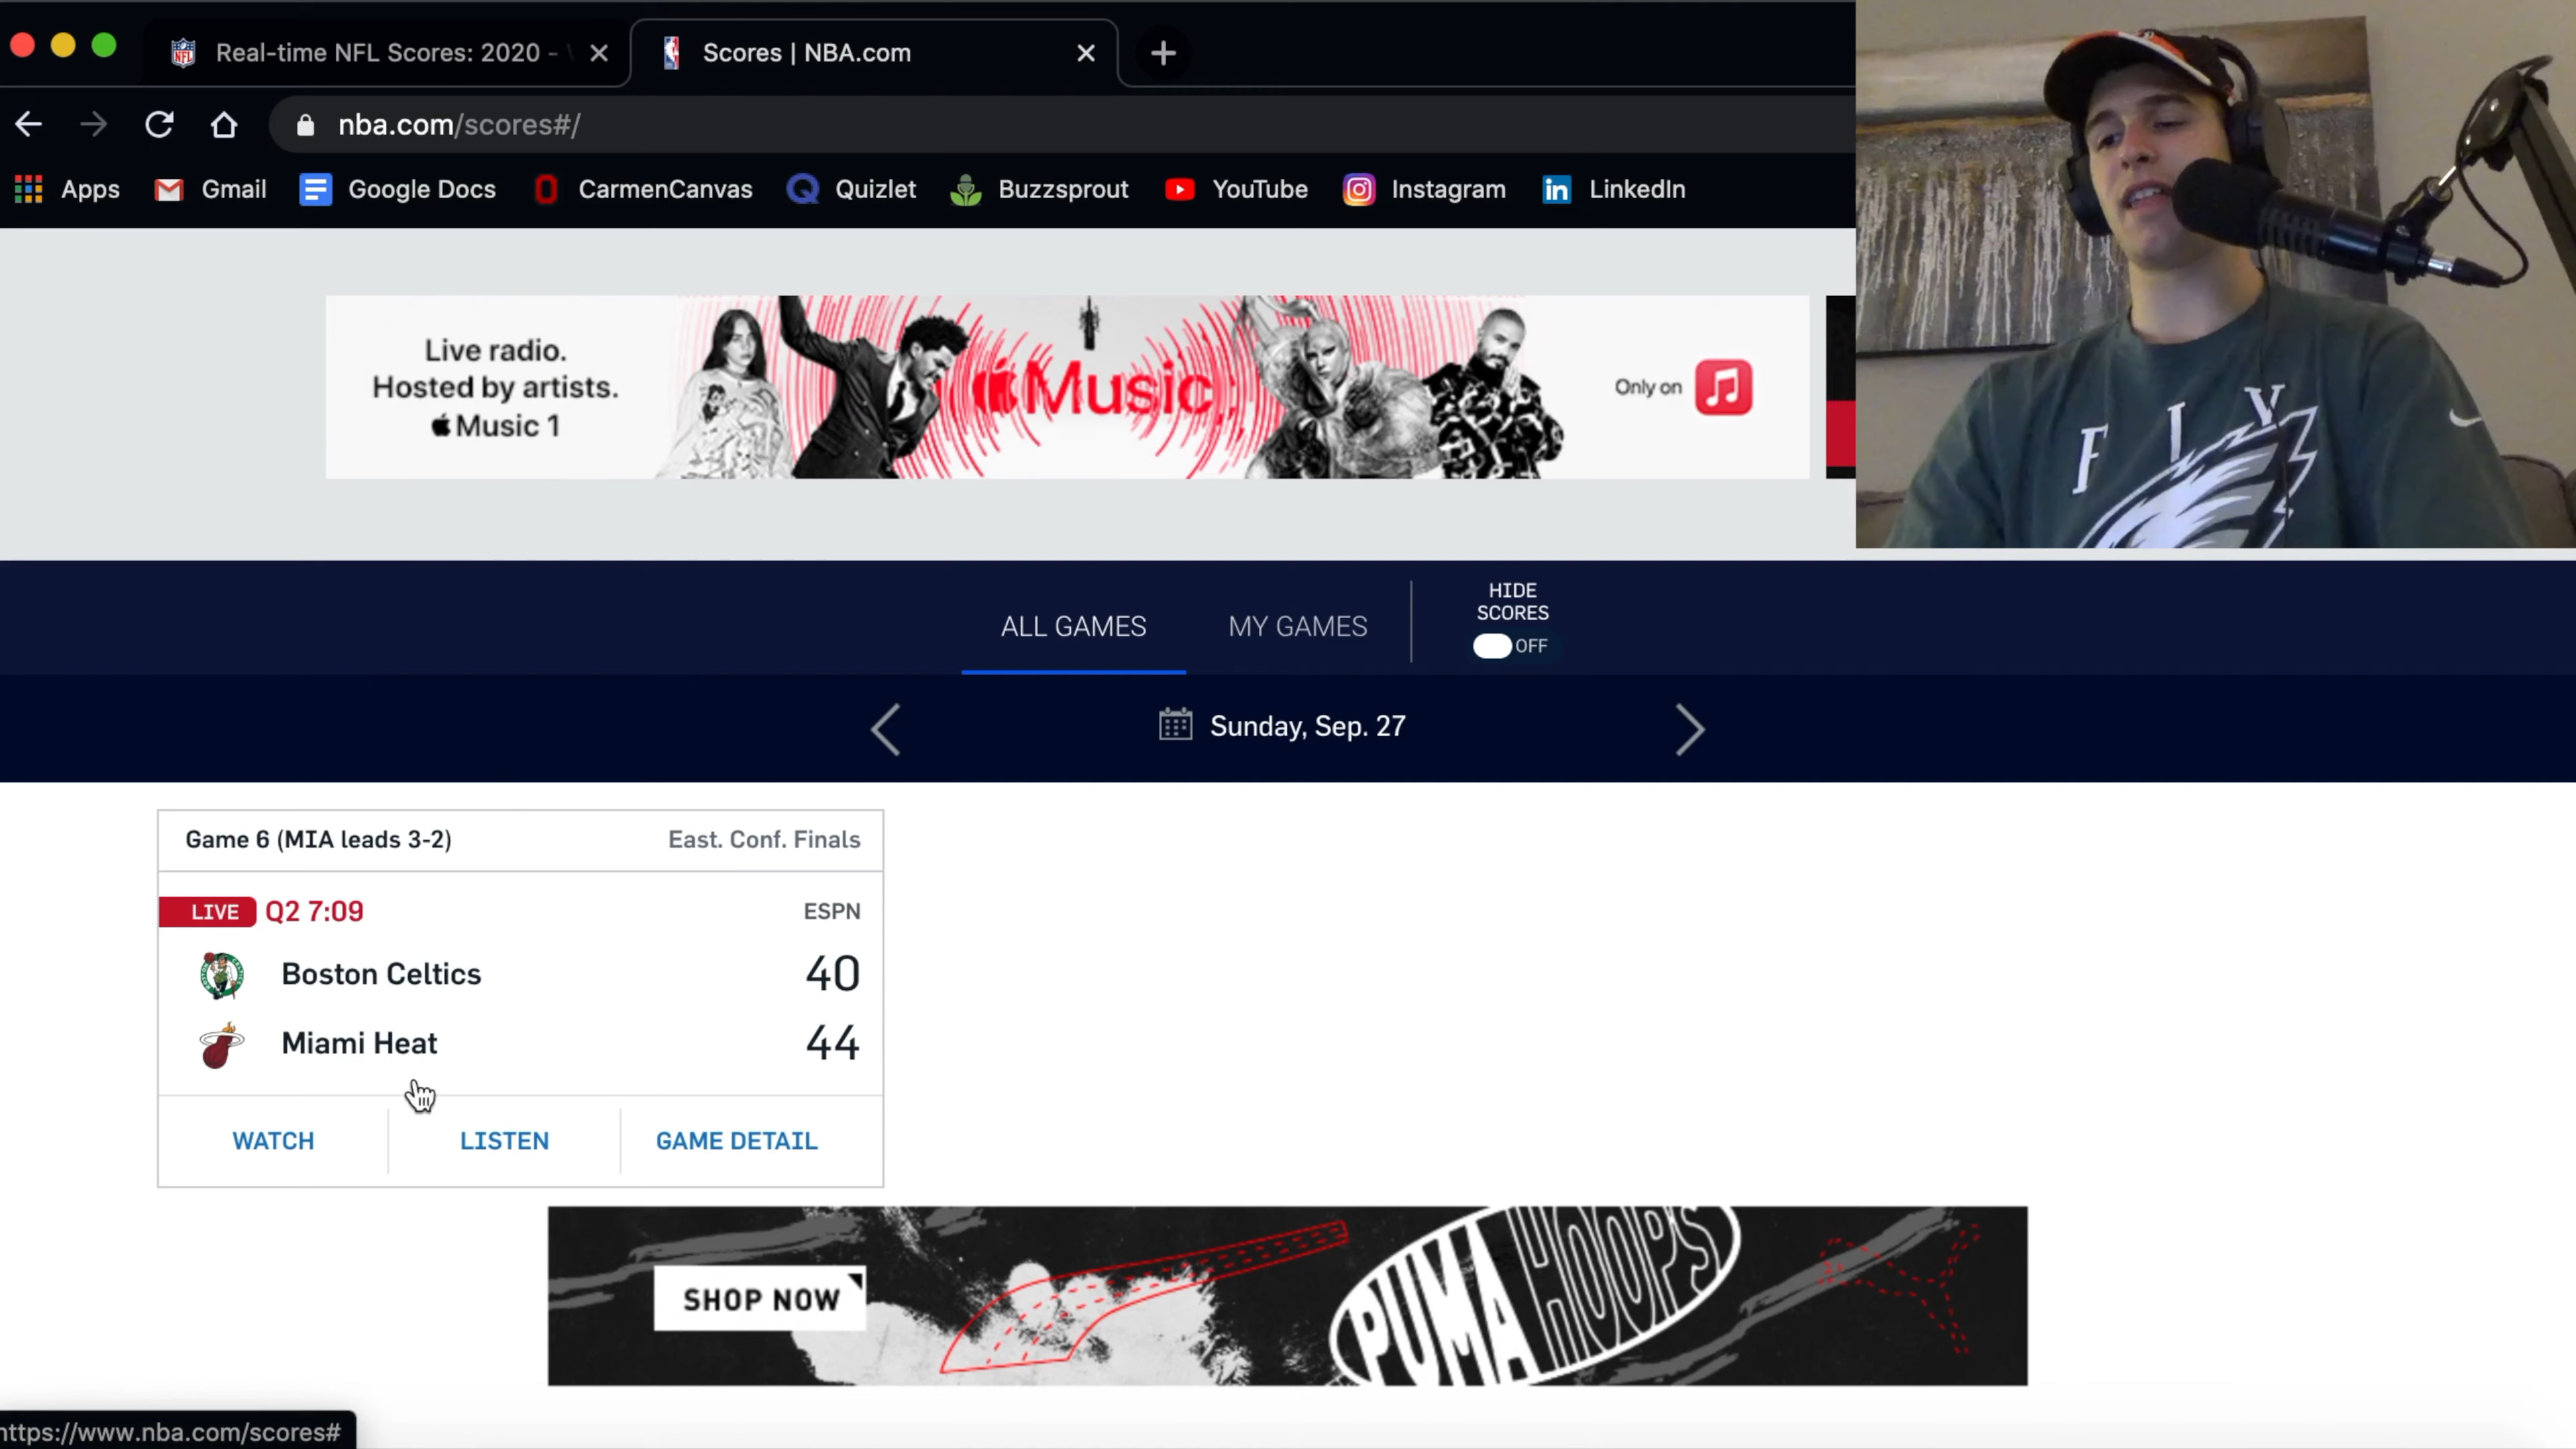 Real-time NFL Scores: 2020 -
Scores | NBA.com
nba.com/scores#/
Apps Gmail Google Docs CarmenCanvas Quizlet Buzzsprout YouTube Instagram LinkedIn
Live radio.
Hosted by artists.
Music 1
Music
Only on
FLY
ALL GAMES MY GAMES HIDE
SCORES
OFF
Sunday, Sep. 27
Game 6 (MIA leads 3-2) East. Conf. Finals
LIVE Q2 7:09 ESPN
Boston Celtics 40
Miami Heat 44
WATCH LISTEN GAME DETAIL
SHOP NOW PUMA HOOPS
https://www.nba.com/scores#